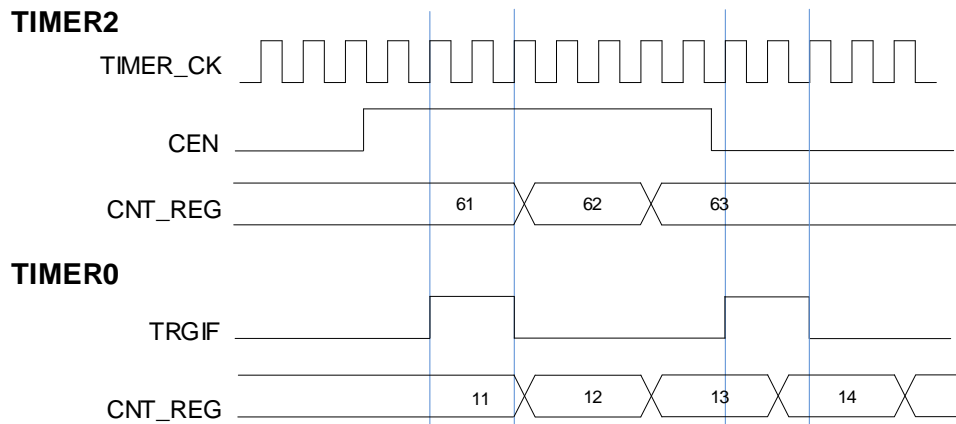 TIMER2
TIMER_CK
CEN
CNT_REG 61 62 63
TIMER0
TRGIF
CNT_REG 11 12 13 14